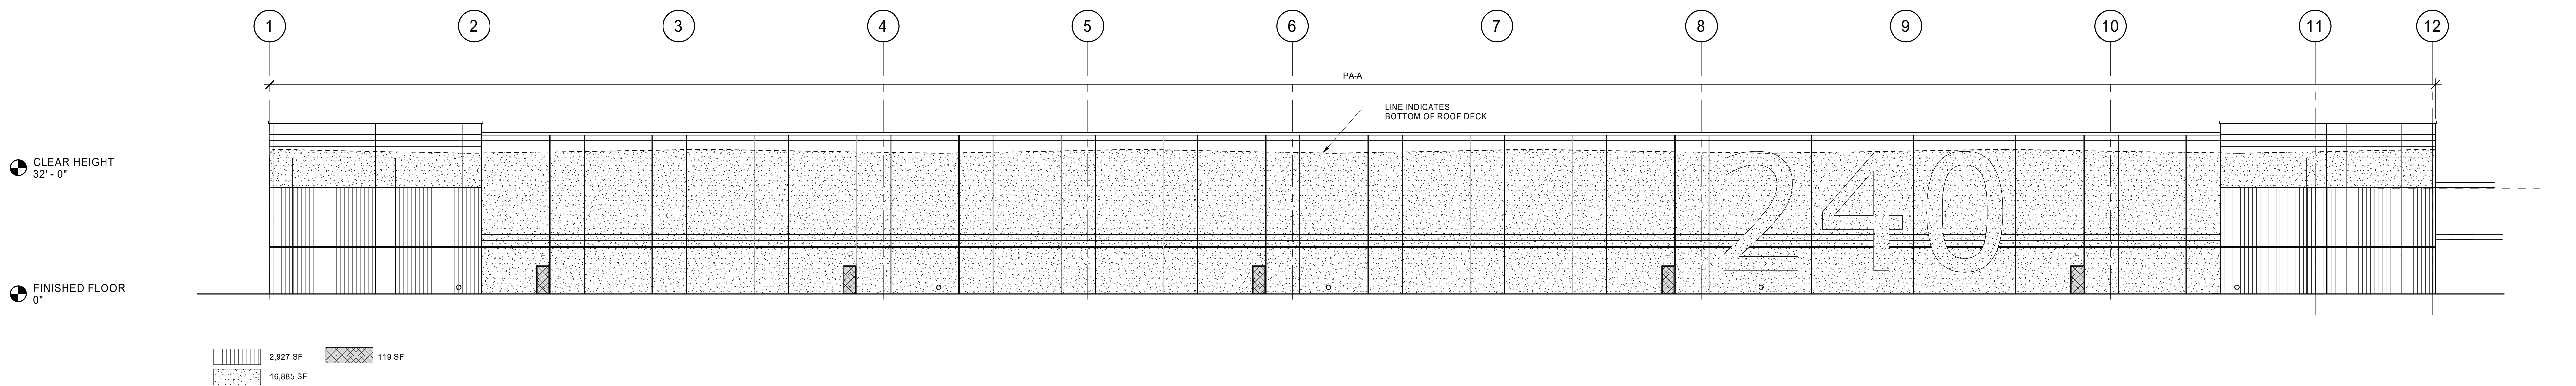 1 2 3 4 5 6 7 8 9 10 11 12
PA-A
LINE INDICATES
BOTTOM OF ROOF DECK
CLEAR HEIGHT
32' - 0"
240
FINISHED FLOOR
0"
2,927 SF
119 SF
16,885 SF